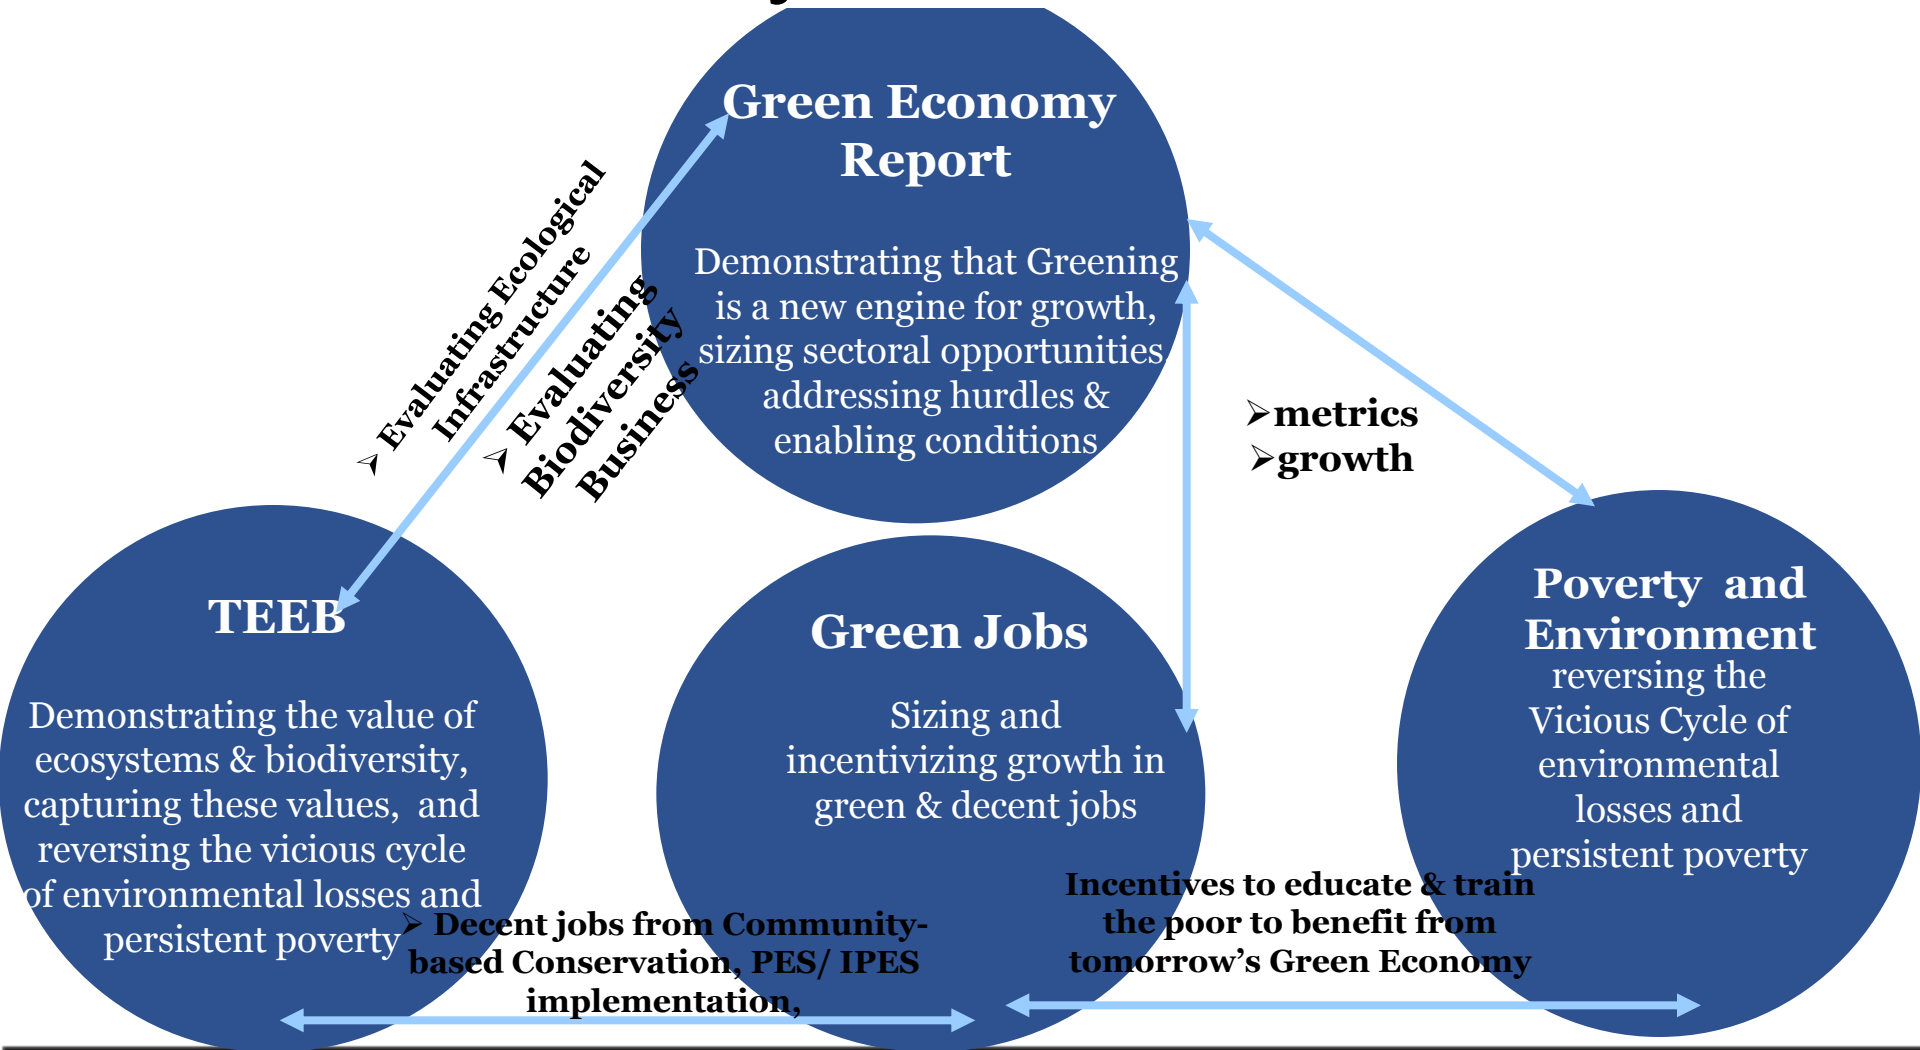 Green Economy
Report
Demonstrating that Greening
is a new engine for growth,
sizing sectoral opportunities,
addressing hurdles &
enabling conditions
➢ Evaluating Ecological
Infrastructure
➢ Evaluating
Biodiversity
Business
➢metrics
➢growth
TEEB
Demonstrating the value of
ecosystems & biodiversity,
capturing these values, and
reversing the vicious cycle
of environmental losses and
persistent poverty
Green Jobs
Sizing and
incentivizing growth in
green & decent jobs
Poverty and
Environment
reversing the
Vicious Cycle of
environmental
losses and
persistent poverty
➢ Decent jobs from Community-
based Conservation, PES/ IPES
implementation,
Incentives to educate & train
the poor to benefit from
tomorrow’s Green Economy